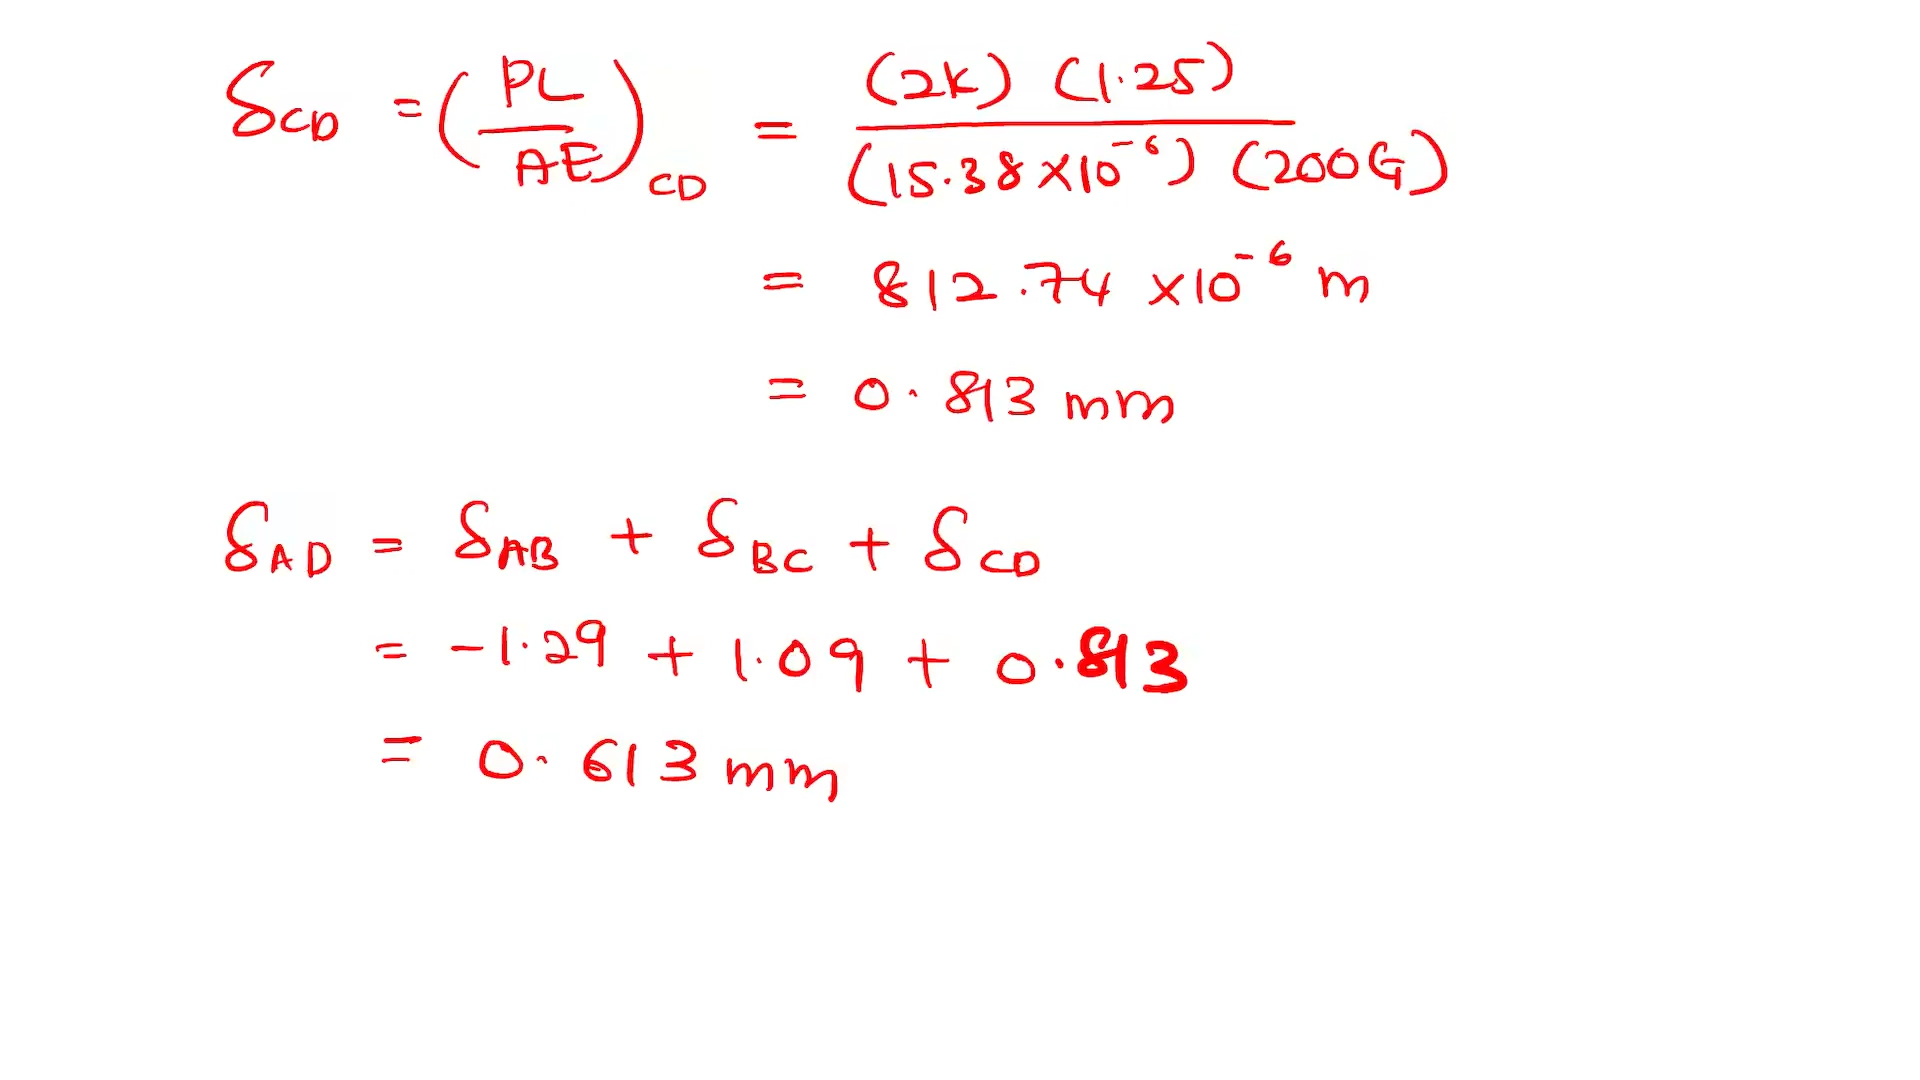 δCD = (PL/AE)CD = (2k) (1.25) / (15.38 × 10⁻⁶) (200G)
= 812.74 × 10⁻⁶ m
= 0.813 mm
δAD = δAB + δBC + δCD
= -1.29 + 1.09 + 0.813
= 0.613 mm